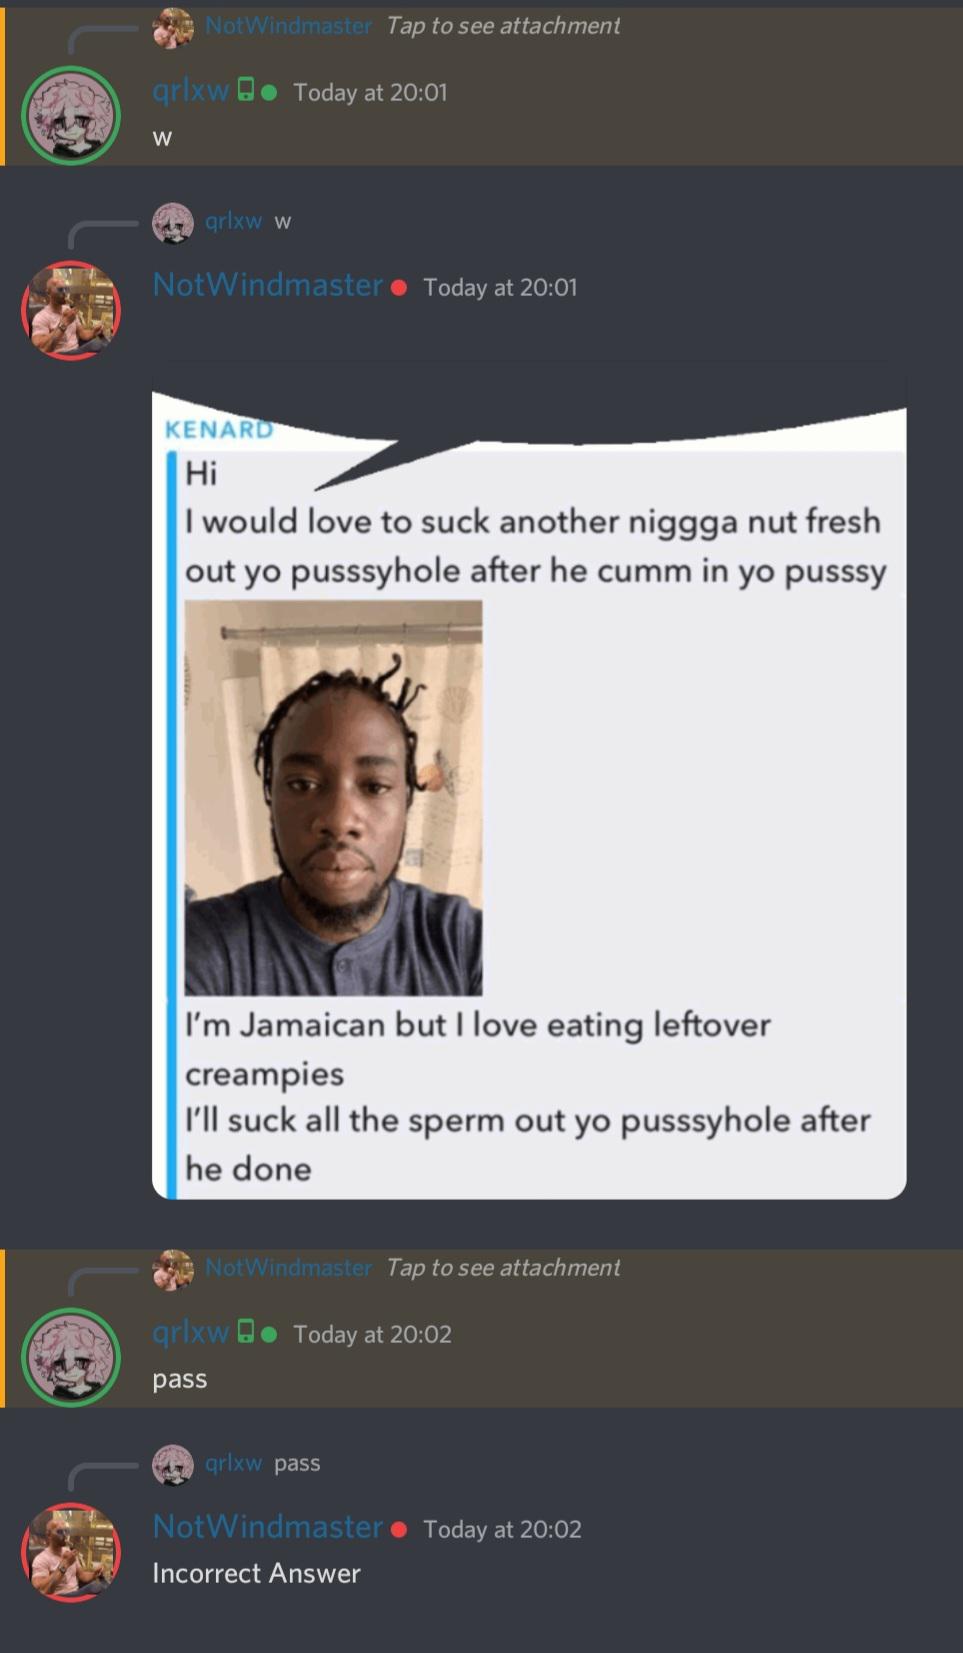 NotWindmaster Tap to see attachment
qrlxw Today at 20:01
w
qrlxw w
NotWindmaster Today at 20:01
KENARD
Hi
I would love to suck another niggga nut fresh
out yo pusssyhole after he cumm in yo pusssy
I'm Jamaican but I love eating leftover
creampies
I'll suck all the sperm out yo pusssyhole after
he done
NotWindmaster Tap to see attachment
qrlxw Today at 20:02
pass
qrlxw pass
NotWindmaster Today at 20:02
Incorrect Answer